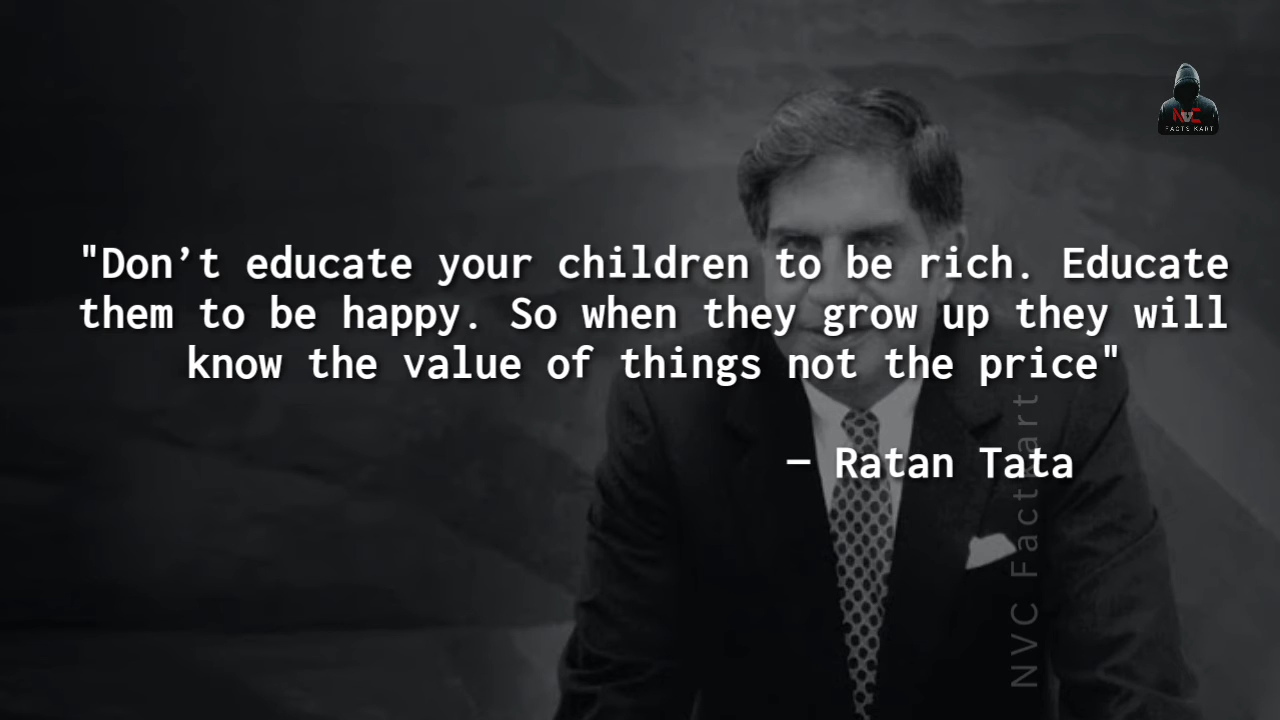 NVC
FACTS KART
"Don’t educate your children to be rich. Educate
them to be happy. So when they grow up they will
know the value of things not the price"
– Ratan Tata
NVC Factkart